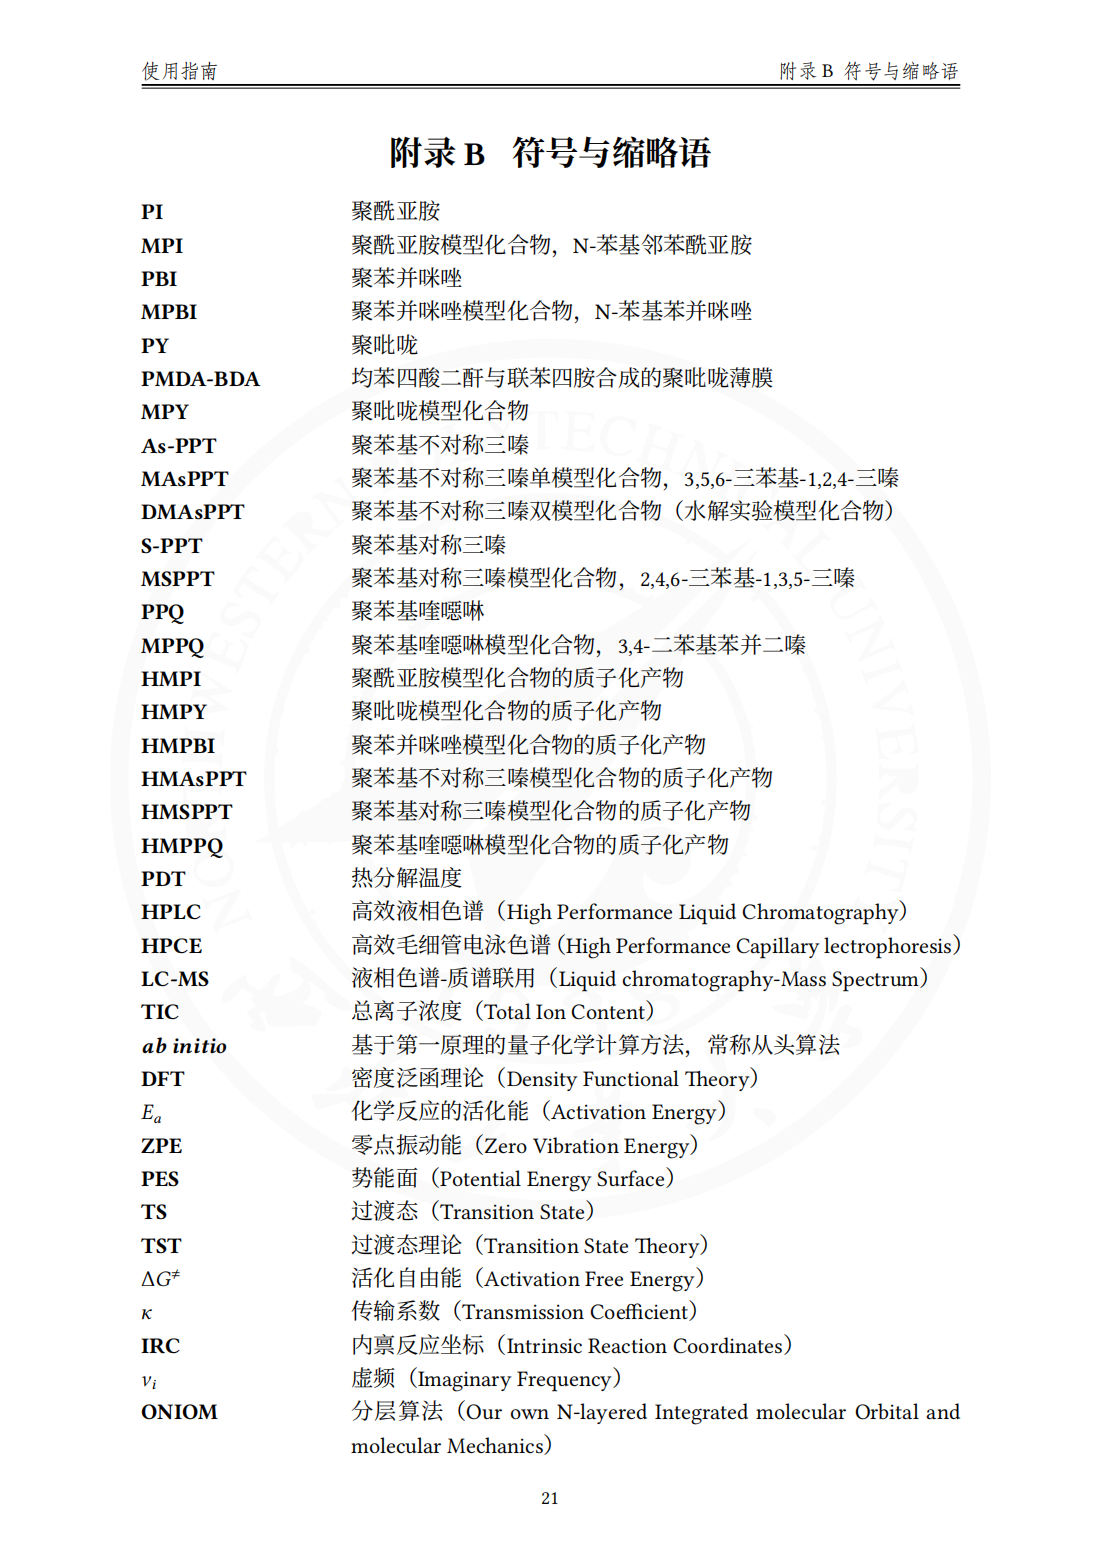 使用指南
附录 B 符号与缩略语
附录 B 符号与缩略语
PI 聚酰亚胺
MPI 聚酰亚胺模型化合物，N-苯基邻苯酰亚胺
PBI 聚苯并咪唑
MPBI 聚苯并咪唑模型化合物，N-苯基苯并咪唑
PY 聚吡咙
PMDA-BDA 均苯四酸二酐与联苯四胺合成的聚吡咙薄膜
MPY 聚吡咙模型化合物
As-PPT 聚苯基不对称三嗪
MAsPPT 聚苯基不对称三嗪单模型化合物，3,5,6-三苯基-1,2,4-三嗪
DMAsPPT 聚苯基不对称三嗪双模型化合物（水解实验模型化合物）
S-PPT 聚苯基对称三嗪
MSPPT 聚苯基对称三嗪模型化合物，2,4,6-三苯基-1,3,5-三嗪
PPQ 聚苯基喹噁啉
MPPQ 聚苯基喹噁啉模型化合物，3,4-二苯基苯并二嗪
HMPI 聚酰亚胺模型化合物的质子化产物
HMPY 聚吡咙模型化合物的质子化产物
HMPBI 聚苯并咪唑模型化合物的质子化产物
HMAsPPT 聚苯基不对称三嗪模型化合物的质子化产物
HMSPPT 聚苯基对称三嗪模型化合物的质子化产物
HMPPQ 聚苯基喹噁啉模型化合物的质子化产物
PDT 热分解温度
HPLC 高效液相色谱（High Performance Liquid Chromatography）
HPCE 高效毛细管电泳色谱（High Performance Capillary lectrophoresis）
LC-MS 液相色谱-质谱联用（Liquid chromatography-Mass Spectrum）
TIC 总离子浓度（Total Ion Content）
ab initio 基于第一原理的量子化学计算方法，常称从头算法
DFT 密度泛函理论（Density Functional Theory）
Eₐ 化学反应的活化能（Activation Energy）
ZPE 零点振动能（Zero Vibration Energy）
PES 势能面（Potential Energy Surface）
TS 过渡态（Transition State）
TST 过渡态理论（Transition State Theory）
ΔG≠ 活化自由能（Activation Free Energy）
κ 传输系数（Transmission Coefficient）
IRC 内禀反应坐标（Intrinsic Reaction Coordinates）
νᵢ 虚频（Imaginary Frequency）
ONIOM 分层算法（Our own N-layered Integrated molecular Orbital and
molecular Mechanics）
21